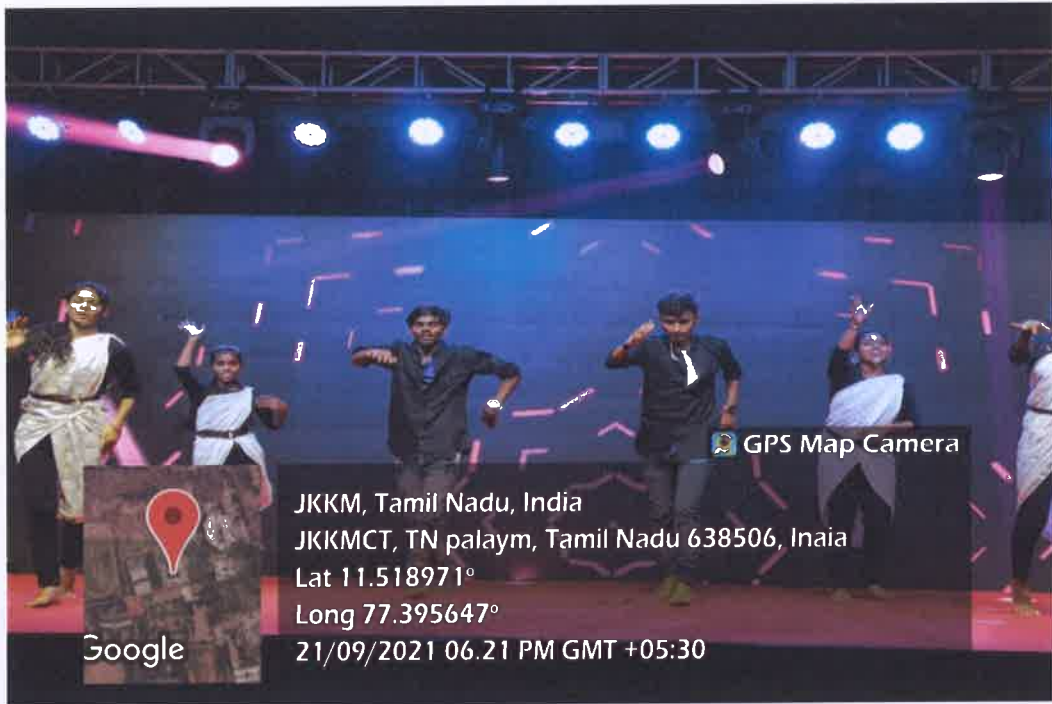 GPS Map Camera
JKKM, Tamil Nadu, India
JKKMCT, TN palaym, Tamil Nadu 638506, Inaia
Lat 11.518971°
Long 77.395647°
21/09/2021 06.21 PM GMT +05:30
Google